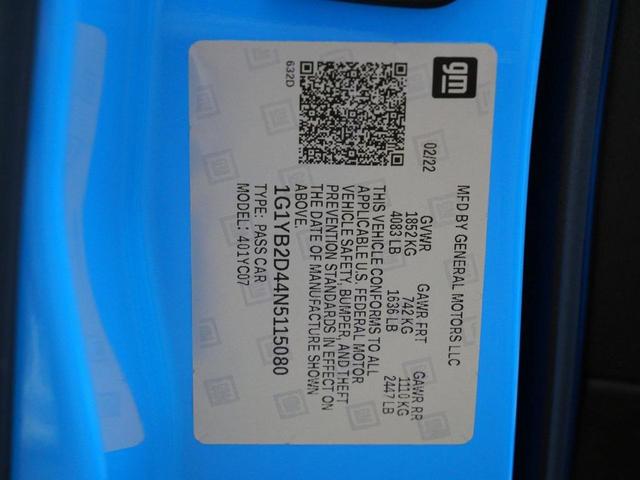 gm
MFD BY GENERAL MOTORS LLC
02/22
GVWR GAWR FRT GAWR RR
1852 KG 742 KG 1110 KG
4083 LB 1636 LB 2447 LB
THIS VEHICLE CONFORMS TO ALL
APPLICABLE U.S. FEDERAL MOTOR
VEHICLE SAFETY, BUMPER, AND THEFT
PREVENTION STANDARDS IN EFFECT ON
THE DATE OF MANUFACTURE SHOWN
ABOVE.
1G1YB2D44N5115080
TYPE: PASS CAR
MODEL: 401YC07
632D